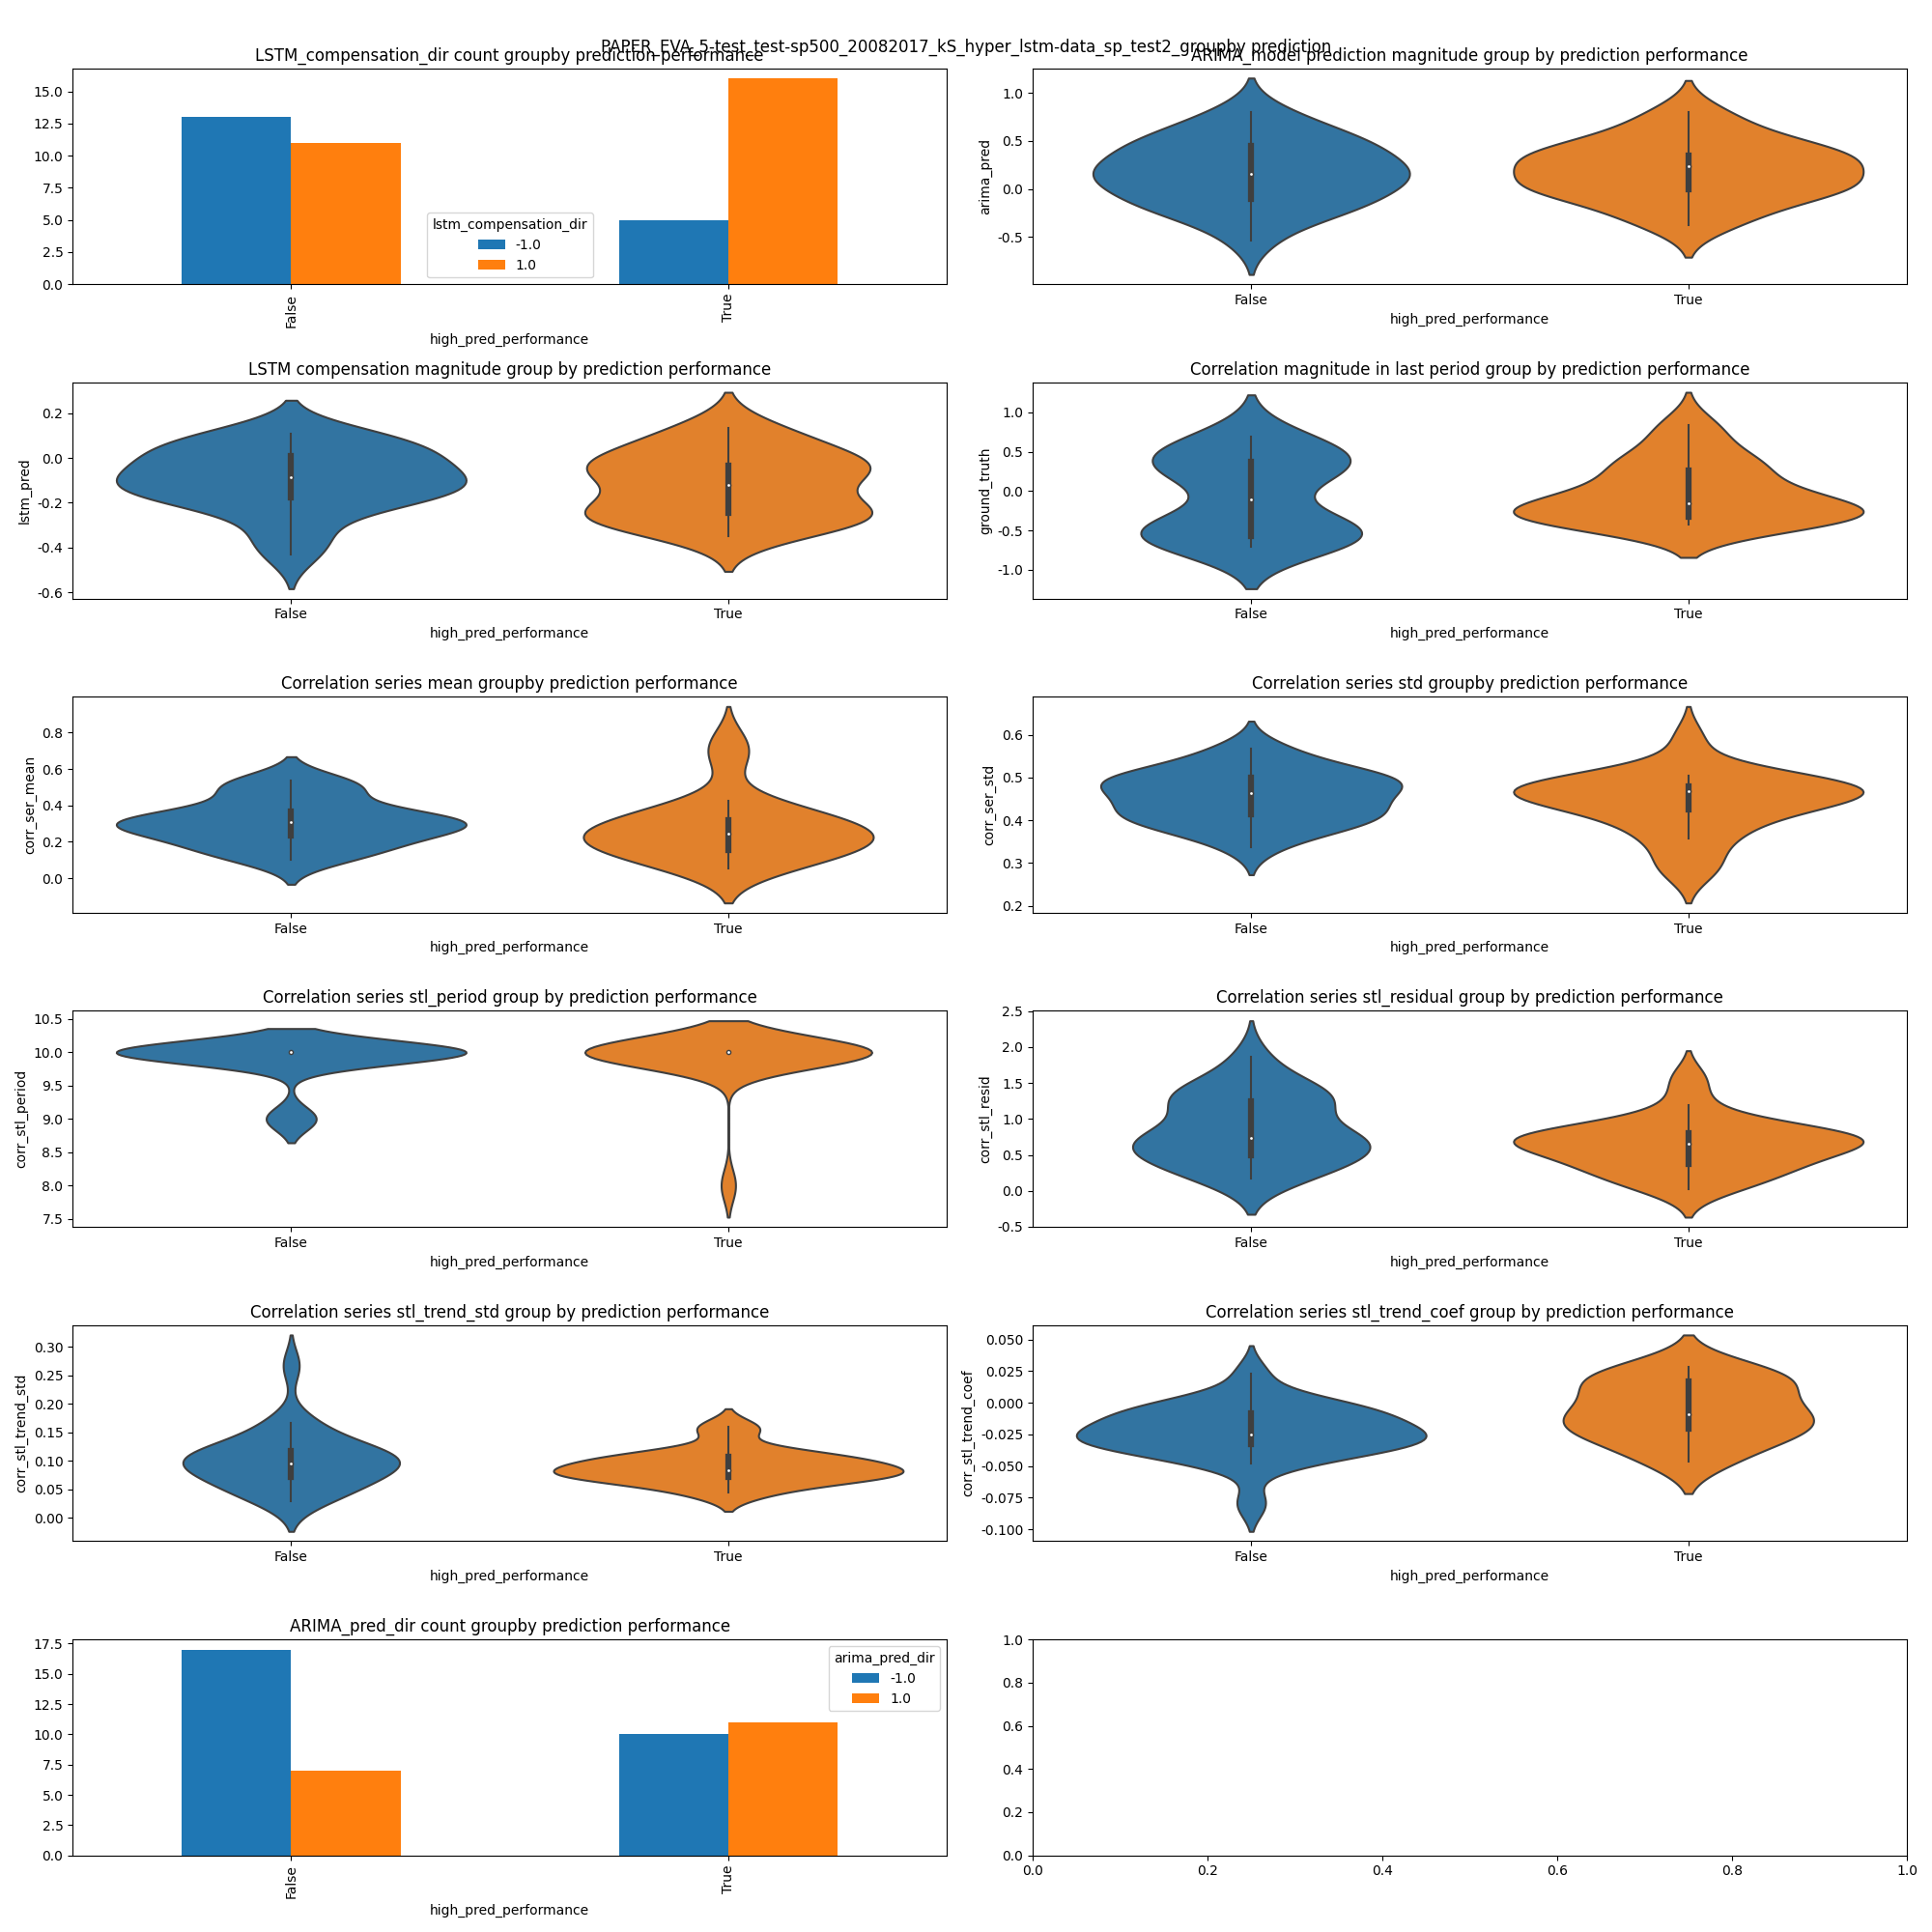 PAPER_EVA_5-test_test-sp500_20082017_kS_hyper_lstm-data_sp_test2_groupby prediction
LSTM_compensation_dir count groupby prediction performance
15.0
12.5
10.0
7.5
5.0
2.5
0.0
lstm_compensation_dir
-1.0
1.0
False
True
high_pred_performance
ARIMA_model prediction magnitude group by prediction performance
arima_pred
1.0
0.5
0.0
-0.5
False
True
high_pred_performance
LSTM compensation magnitude group by prediction performance
lstm_pred
0.2
0.0
-0.2
-0.4
-0.6
False
True
high_pred_performance
Correlation magnitude in last period group by prediction performance
ground_truth
1.0
0.5
0.0
-0.5
-1.0
False
True
high_pred_performance
Correlation series mean groupby prediction performance
corr_ser_mean
0.8
0.6
0.4
0.2
0.0
False
True
high_pred_performance
Correlation series std groupby prediction performance
corr_ser_std
0.6
0.5
0.4
0.3
0.2
False
True
high_pred_performance
Correlation series stl_period group by prediction performance
corr_stl_period
10.5
10.0
9.5
9.0
8.5
8.0
7.5
False
True
high_pred_performance
Correlation series stl_residual group by prediction performance
corr_stl_resid
2.5
2.0
1.5
1.0
0.5
0.0
-0.5
False
True
high_pred_performance
Correlation series stl_trend_std group by prediction performance
corr_stl_trend_std
0.30
0.25
0.20
0.15
0.10
0.05
0.00
False
True
high_pred_performance
Correlation series stl_trend_coef group by prediction performance
corr_stl_trend_coef
0.050
0.025
0.000
-0.025
-0.050
-0.075
-0.100
False
True
high_pred_performance
ARIMA_pred_dir count groupby prediction performance
17.5
15.0
12.5
10.0
7.5
5.0
2.5
0.0
arima_pred_dir
-1.0
1.0
False
True
high_pred_performance
1.0
0.8
0.6
0.4
0.2
0.0
0.0
0.2
0.4
0.6
0.8
1.0